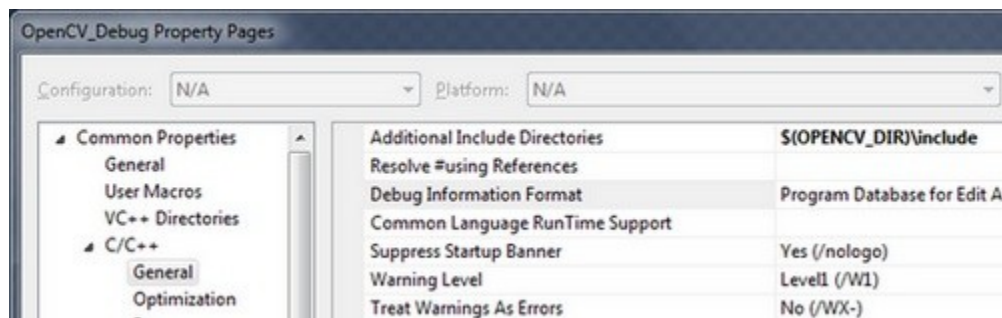 OpenCV_Debug Property Pages
Configuration: N/A Platform: N/A
Common Properties
General
User Macros
VC++ Directories
C/C++
General
Optimization
Additional Include Directories $(OPENCV_DIR)\include
Resolve #using References
Debug Information Format Program Database for Edit A
Common Language RunTime Support
Suppress Startup Banner Yes (/nologo)
Warning Level Level1 (/W1)
Treat Warnings As Errors No (/WX-)